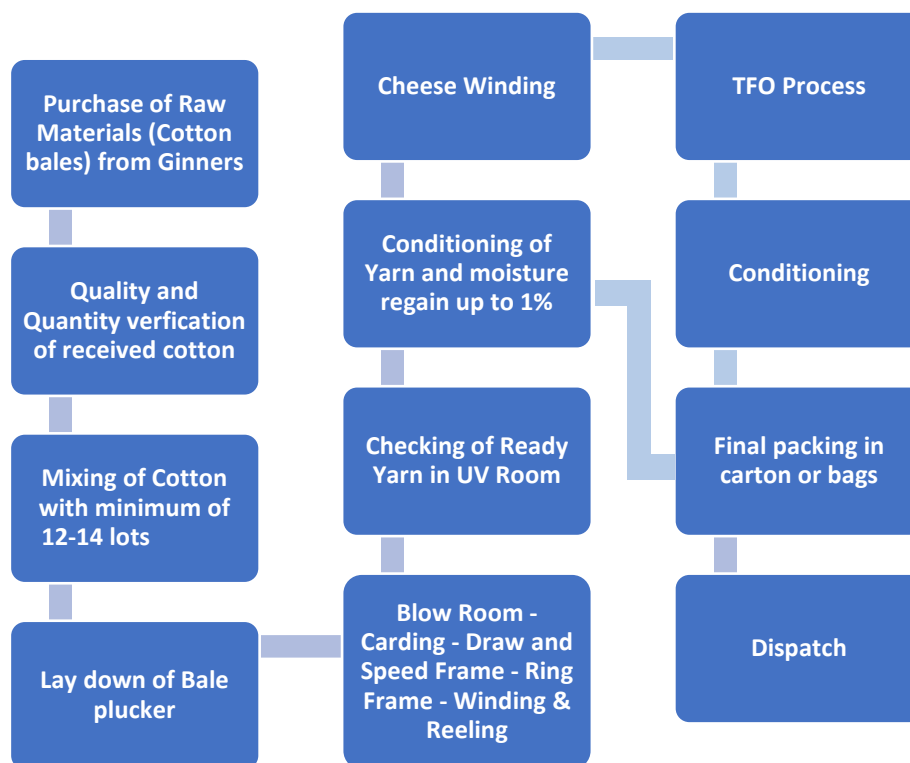 Purchase of Raw
Materials (Cotton
bales) from Ginners
Quality and
Quantity verfication
of received cotton
Mixing of Cotton
with minimum of
12-14 lots
Lay down of Bale
plucker
Blow Room -
Carding - Draw and
Speed Frame - Ring
Frame - Winding &
Reeling
Checking of Ready
Yarn in UV Room
Conditioning of
Yarn and moisture
regain up to 1%
Cheese Winding
TFO Process
Conditioning
Final packing in
carton or bags
Dispatch